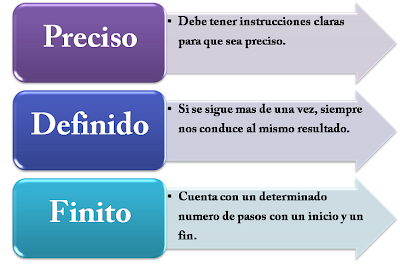 Preciso
• Debe tener instrucciones claras
para que sea preciso.
Definido
• Si se sigue mas de una vez, siempre
nos conduce al mismo resultado.
Finito
• Cuenta con un determinado
numero de pasos con un inicio y un
fin.